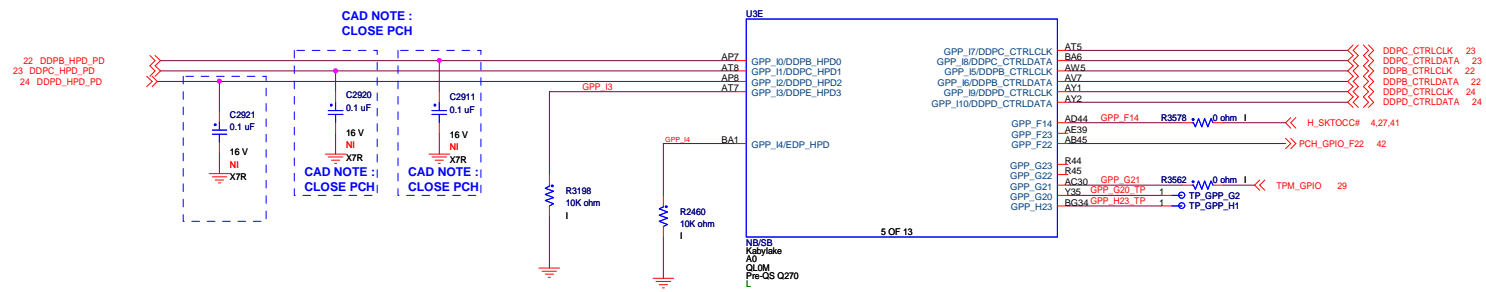 CAD NOTE :
CLOSE PCH
U3E
22 DDPB_HPD_PD
23 DDPC_HPD_PD
24 DDPD_HPD_PD
AP7
AT8
AP8
AT7
GPP_I3
GPP_I0/DDPB_HPD0
GPP_I1/DDPC_HPD1
GPP_I2/DDPD_HPD2
GPP_I3/DDPE_HPD3
GPP_I4
BA1
GPP_I4/EDP_HPD
GPP_I7/DDPC_CTRLCLK
GPP_I8/DDPC_CTRLDATA
GPP_I5/DDPB_CTRLCLK
GPP_I6/DDPB_CTRLDATA
GPP_I9/DDPD_CTRLCLK
GPP_I10/DDPD_CTRLDATA
AT5
BA6
AW5
AV7
AY1
AY2
DDPC_CTRLCLK 23
DDPC_CTRLDATA 23
DDPB_CTRLCLK 22
DDPB_CTRLDATA 22
DDPD_CTRLCLK 24
DDPD_CTRLDATA 24
GPP_F14 AD44 GPP_F14 R3578 0 ohm I H_SKTOCC# 4,27,41
GPP_F23 AE39
GPP_F22 AB45 PCH_GPIO_F22 42
GPP_G23 R44
GPP_G22 R45
GPP_G21 AC30 GPP_G21 R3562 0 ohm I TPM_GPIO 29
GPP_G20 Y35 GPP_G20_TP 1 TP_GPP_G2
GPP_H23 BG34 GPP_H23_TP 1 TP_GPP_H1
C2921
0.1 uF
16 V
NI
X7R
C2920
0.1 uF
16 V
NI
X7R
CAD NOTE :
CLOSE PCH
C2911
0.1 uF
16 V
NI
X7R
CAD NOTE :
CLOSE PCH
R3198
10K ohm
I
R2460
10K ohm
I
5 OF 13
NB/SB
Kabylake
A0
QL0M
Pre-QS Q270
L